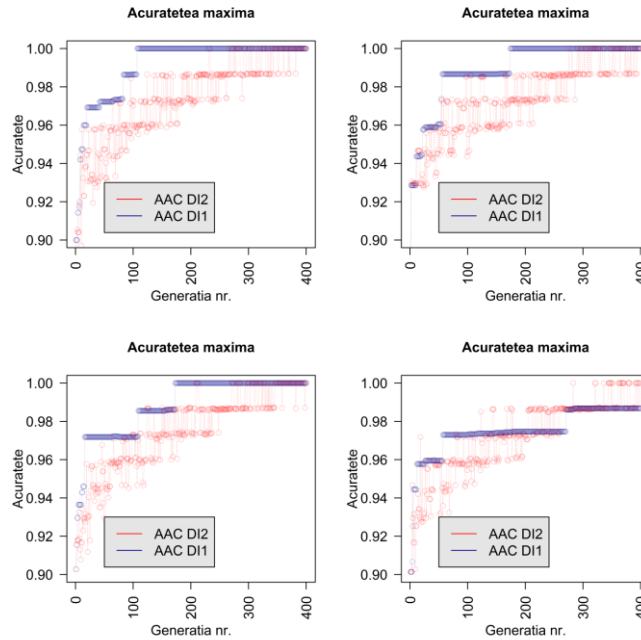 Acuratetea maxima
Acuratete
1.00
0.98
0.96
0.94
0.92
0.90
AAC DI2
AAC DI1
0 100 200 300 400
Generatia nr.
Acuratetea maxima
Acuratete
1.00
0.98
0.96
0.94
0.92
0.90
AAC DI2
AAC DI1
0 100 200 300 400
Generatia nr.
Acuratetea maxima
Acuratete
1.00
0.98
0.96
0.94
0.92
0.90
AAC DI2
AAC DI1
0 100 200 300 400
Generatia nr.
Acuratetea maxima
Acuratete
1.00
0.98
0.96
0.94
0.92
0.90
AAC DI2
AAC DI1
0 100 200 300 400
Generatia nr.